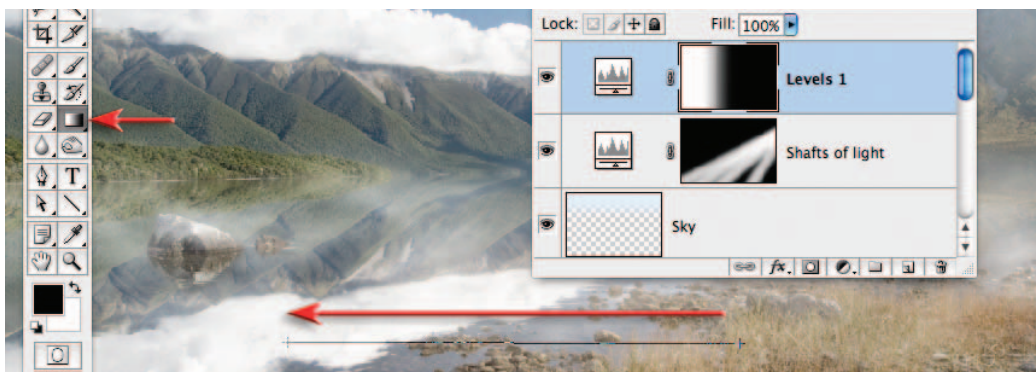 Lock: Fill: 100%
Levels 1
Shafts of light
Sky
fx.
T